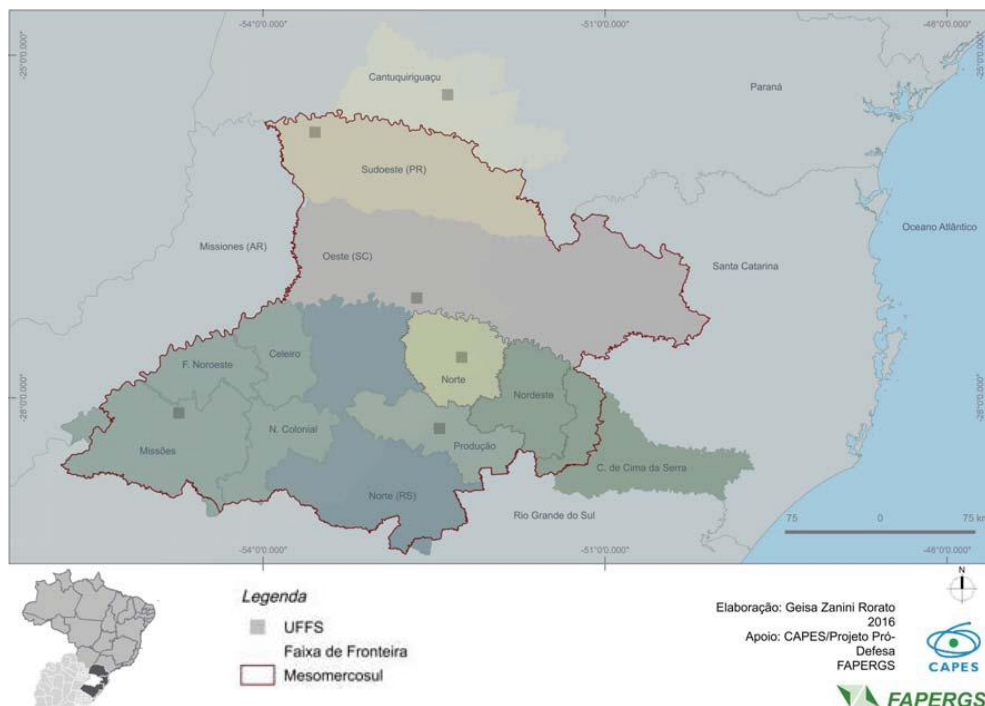 -54°0'0.000"
-51°0'0.000"
-48°0'0.000"
-25°0'0.000"
-25°0'0.000"
Cantuquiriguaçu
Paraná
Sudoeste (PR)
Missiones (AR)
Oeste (SC)
Santa Catarina
Oceano Atlântico
F. Noroeste
Celeiro
Norte
Nordeste
-28°0'0.000"
-28°0'0.000"
Missões
N. Colonial
Produção
C. de Cima da Serra
Norte (RS)
Rio Grande do Sul
75
0
75 km
-54°0'0.000"
-51°0'0.000"
-48°0'0.000"
Legenda
UFFS
Faixa de Fronteira
Mesomercosul
N
Elaboração: Geisa Zanini Rorato
2016
Apoio: CAPES/Projeto Pró-
Defesa
FAPERGS
CAPES
FAPERGS